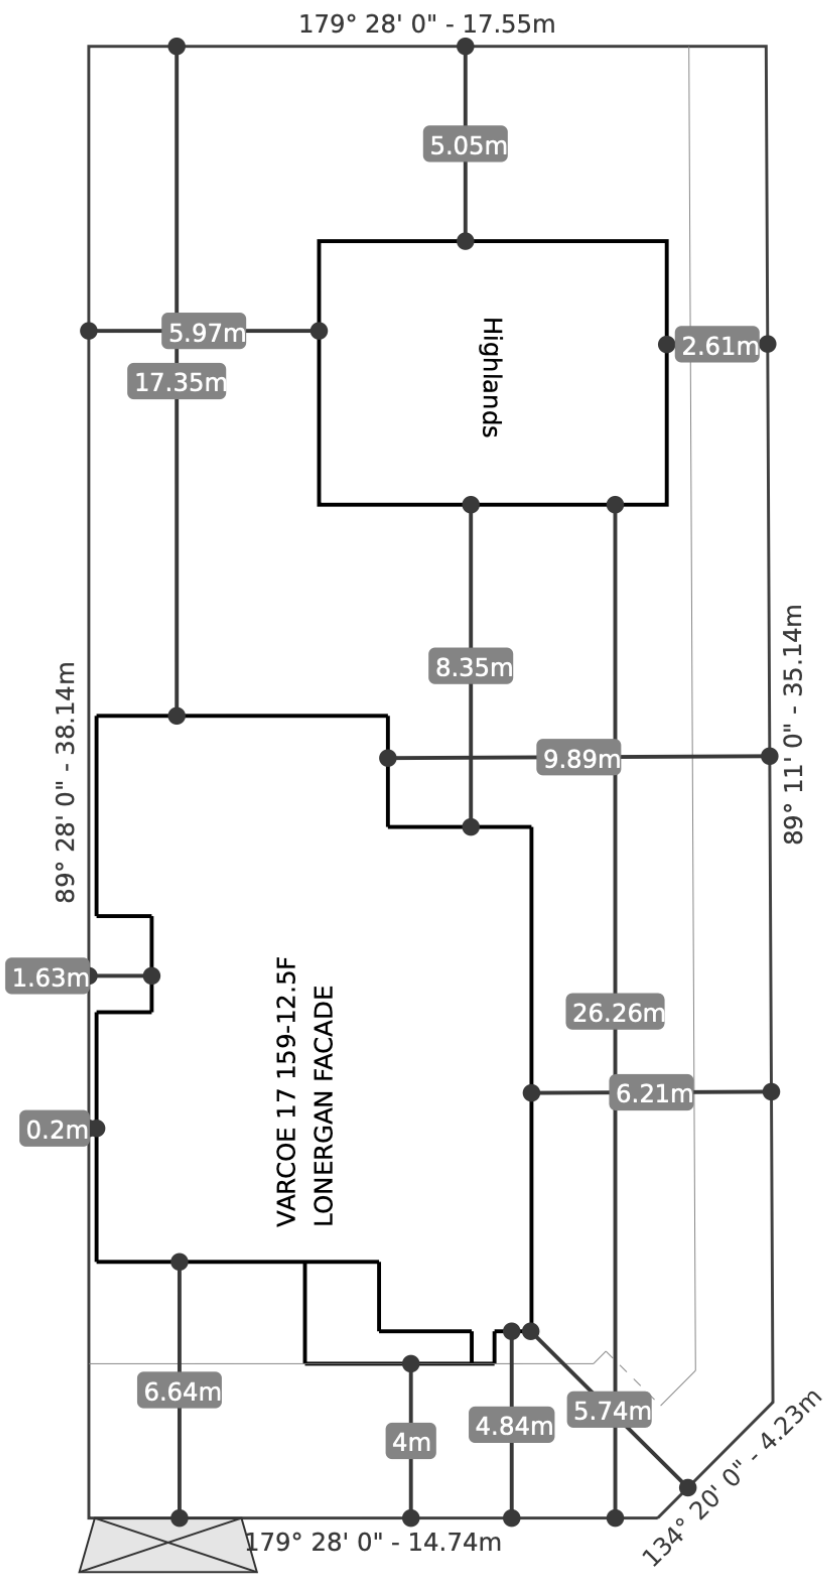 179° 28' 0" - 17.55m
5.05m
5.97m
2.61m
17.35m
Highlands
8.35m
9.89m
89° 28' 0" - 38.14m
89° 11' 0" - 35.14m
1.63m
26.26m
6.21m
0.2m
VARCOE 17 159-12.5F
LONERGAN FACADE
6.64m
4m
4.84m
5.74m
134° 20' 0" - 4.23m
179° 28' 0" - 14.74m